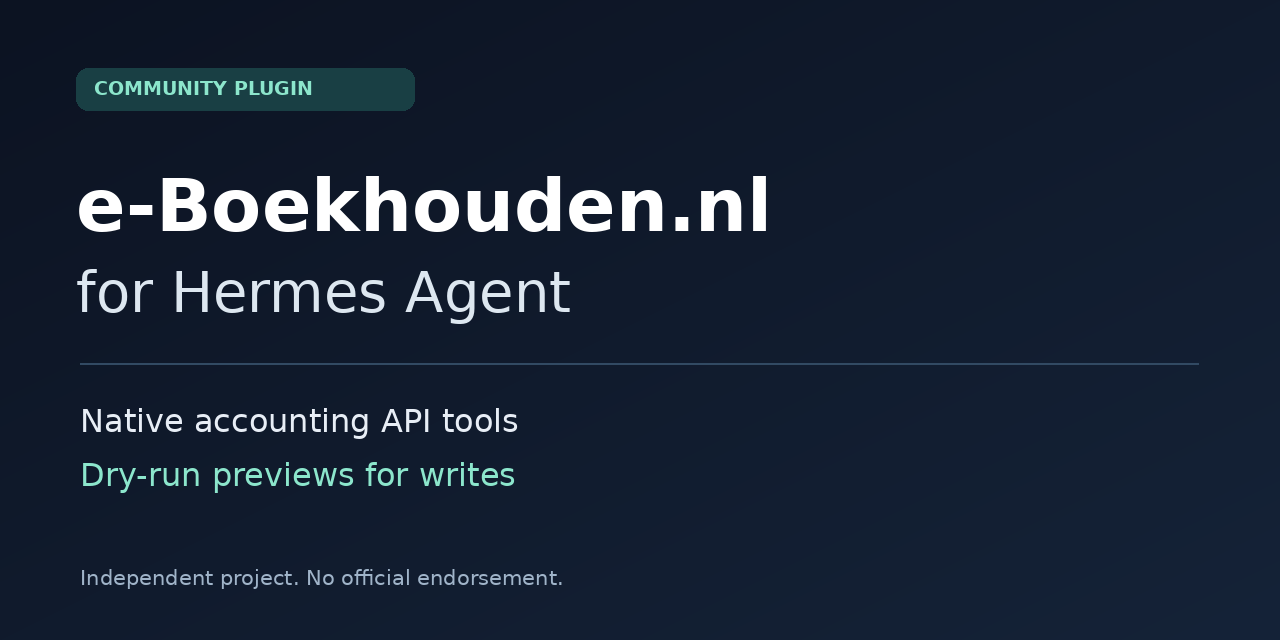 COMMUNITY PLUGIN
e-Boekhouden.nl
for Hermes Agent
Native accounting API tools
Dry-run previews for writes
Independent project. No official endorsement.